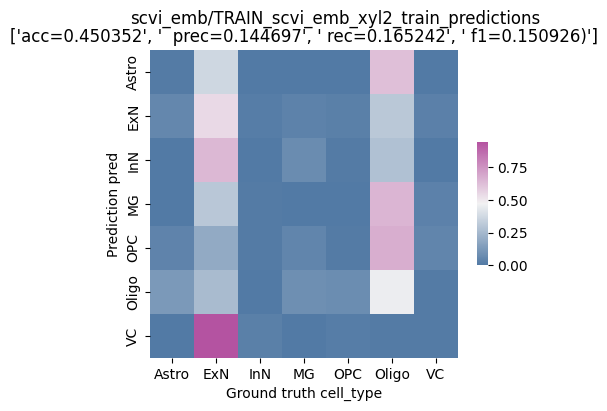 scvi_emb/TRAIN_scvi_emb_xyl2_train_predictions
['acc=0.450352', '  prec=0.144697', ' rec=0.165242', ' f1=0.150926)']
Astro
ExN
InN
MG
OPC
Oligo
VC
Prediction pred
0.75
0.50
0.25
0.00
Astro ExN InN MG OPC Oligo VC
Ground truth cell_type